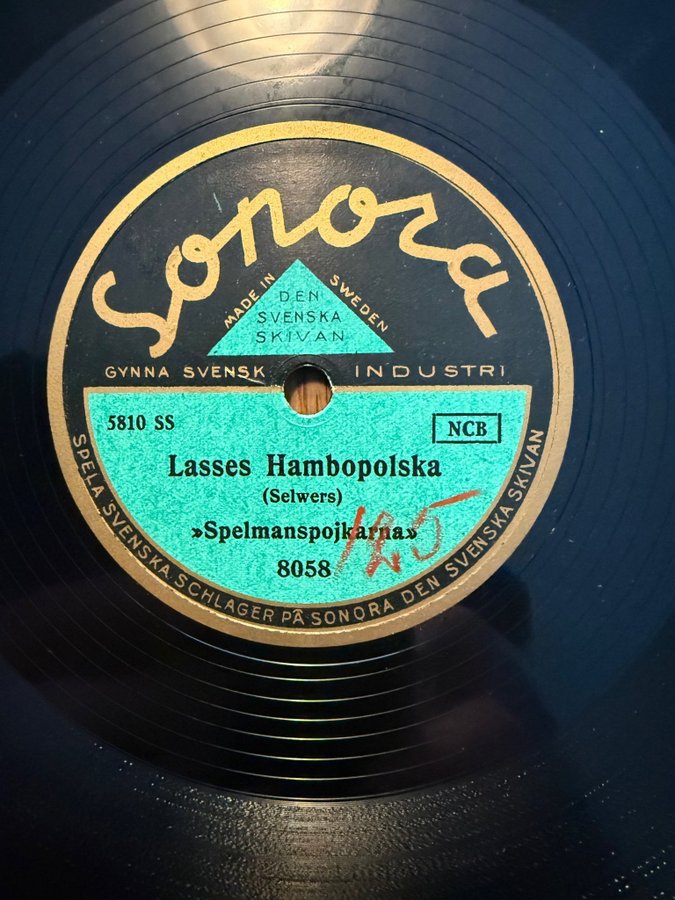 Sonora
MADE IN SWEDEN
DEN
SVENSKA
SKIVAN
GYNNA SVENSK INDUSTRI
5810 SS
NCB
Lasses Hambopolska
(Selwers)
»Spelmanspojkarna»
8058
125
SPELA SVENSKA SCHLAGER PÅ SONORA DEN SVENSKA SKIVAN